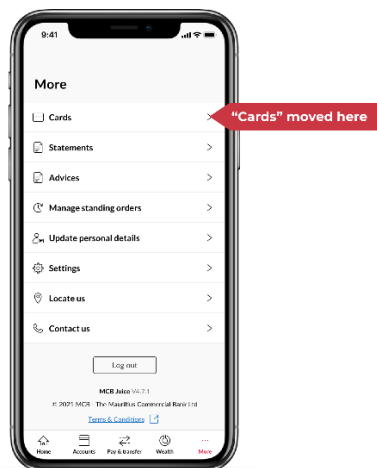 9:41
More
Cards
"Cards" moved here
Statements
Advices
Manage standing orders
Update personal details
Settings
Locate us
Contact us
Log out
MCB Juice V4.7.1
© 2021 MCB - The Mauritius Commercial Bank Ltd
Terms & Conditions
Home Accounts Pay & transfer Wealth More